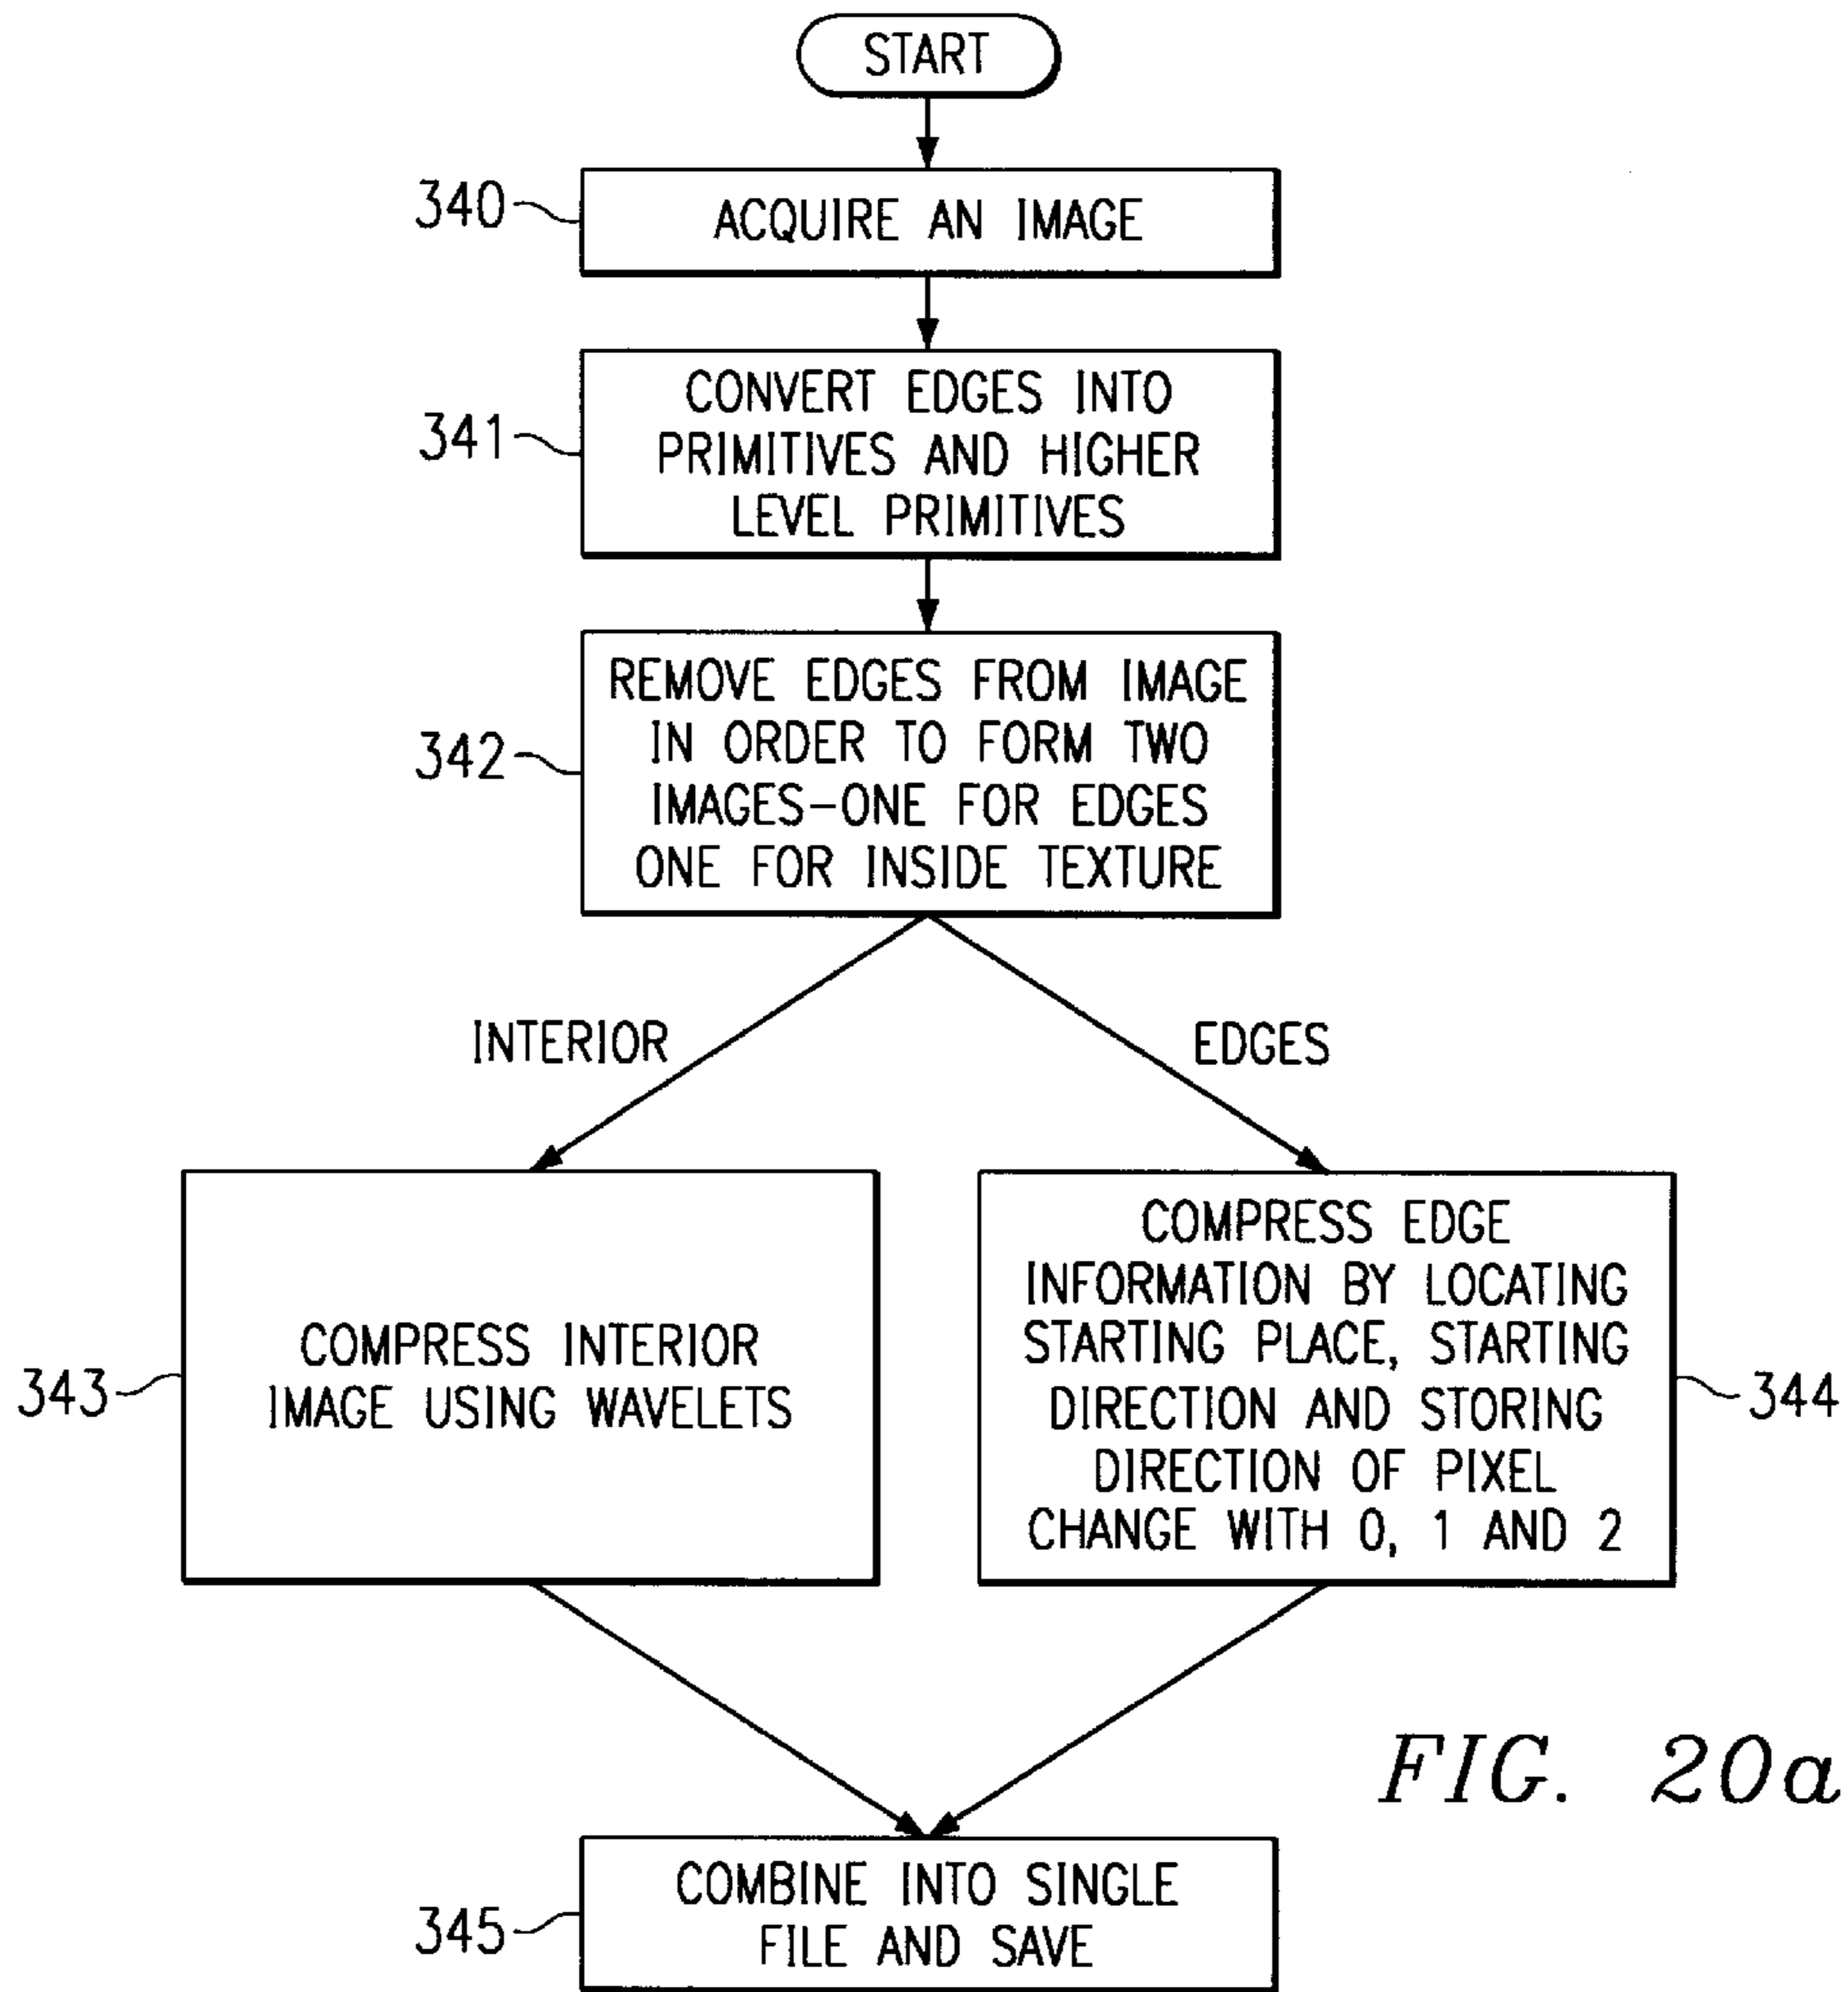 START
340
ACQUIRE AN IMAGE
341
CONVERT EDGES INTO
PRIMITIVES AND HIGHER
LEVEL PRIMITIVES
342
REMOVE EDGES FROM IMAGE
IN ORDER TO FORM TWO
IMAGES-ONE FOR EDGES
ONE FOR INSIDE TEXTURE
INTERIOR
EDGES
343
COMPRESS INTERIOR
IMAGE USING WAVELETS
COMPRESS EDGE
INFORMATION BY LOCATING
STARTING PLACE, STARTING
DIRECTION AND STORING
DIRECTION OF PIXEL
CHANGE WITH 0, 1 AND 2
344
345
COMBINE INTO SINGLE
FILE AND SAVE
FIG. 20a